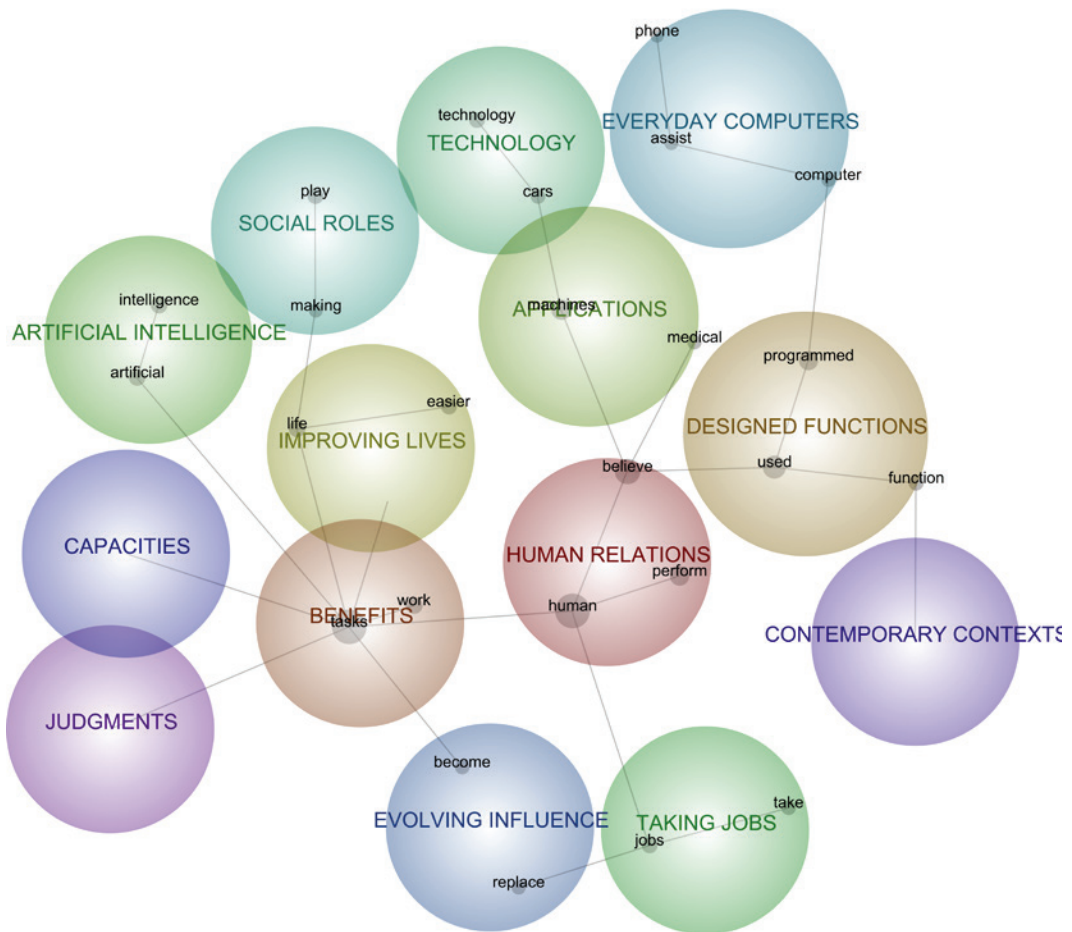 phone
technology
EVERYDAY COMPUTERS
TECHNOLOGY
assist
computer
play
cars
SOCIAL ROLES
intelligence
making
machines
APPLICATIONS
ARTIFICIAL INTELLIGENCE
medical
programmed
artificial
easier
life
IMPROVING LIVES
DESIGNED FUNCTIONS
believe
used
function
CAPACITIES
HUMAN RELATIONS
perform
work
human
BENEFITS
tasks
CONTEMPORARY CONTEXTS
JUDGMENTS
become
take
EVOLVING INFLUENCE
TAKING JOBS
jobs
replace